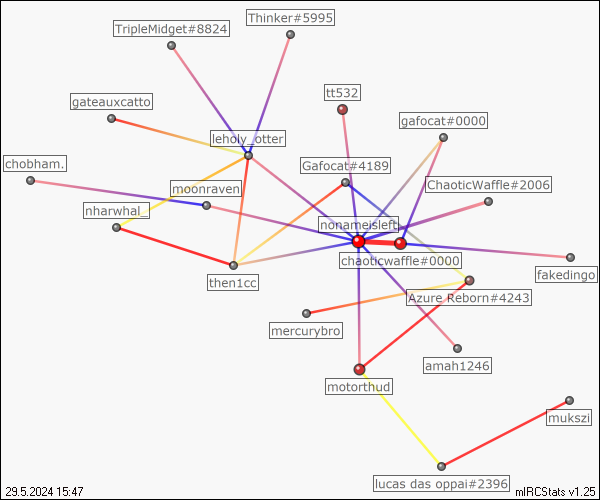 Thinker#5995
TripleMidget#8824
tt532
gateauxcatto
gafocat#0000
leholy_otter
chobham.
Gafocat#4189
moonraven
ChaoticWaffle#2006
nharwhal_
nonameisleft
chaoticwaffle#0000
then1cc
fakedingo
Azure Reborn#4243
mercurybro
amah1246
motorthud
mukszi
lucas das oppai#2396
29.5.2024 15:47
mIRCStats v1.25